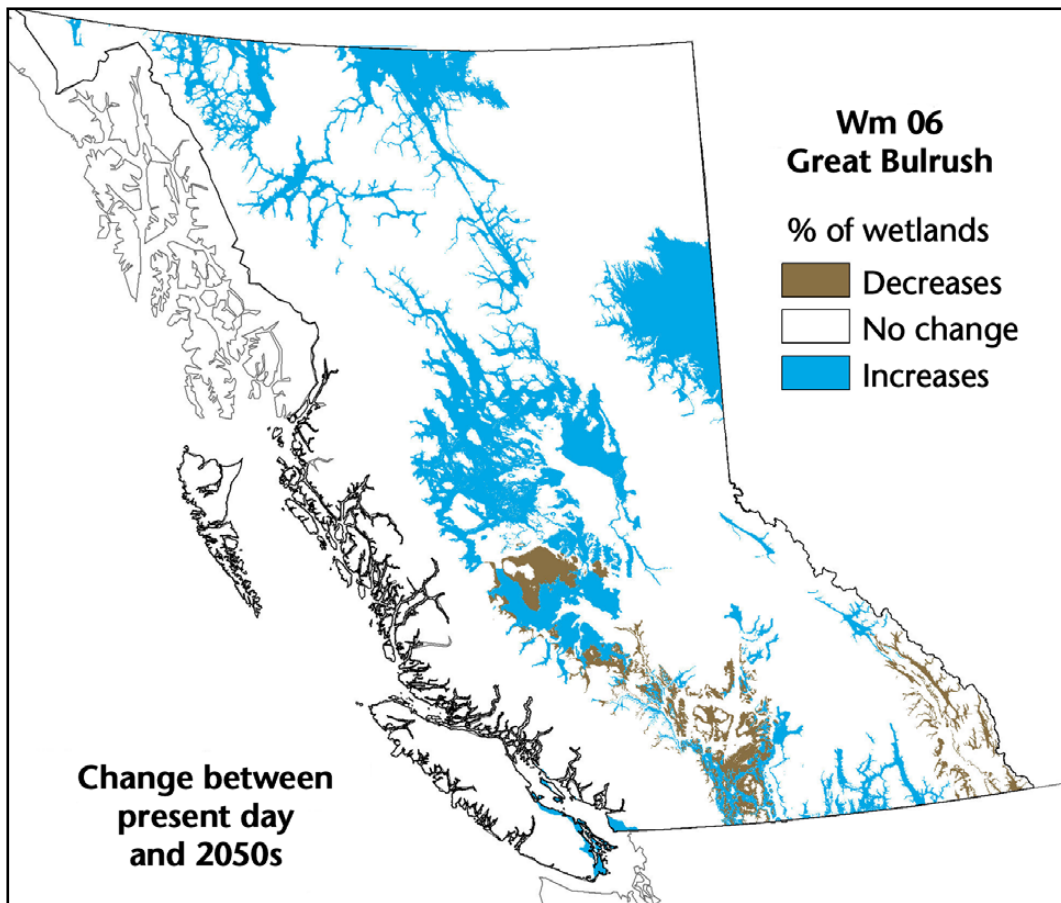 Wm 06
Great Bulrush
% of wetlands
Decreases
No change
Increases
Change between
present day
and 2050s